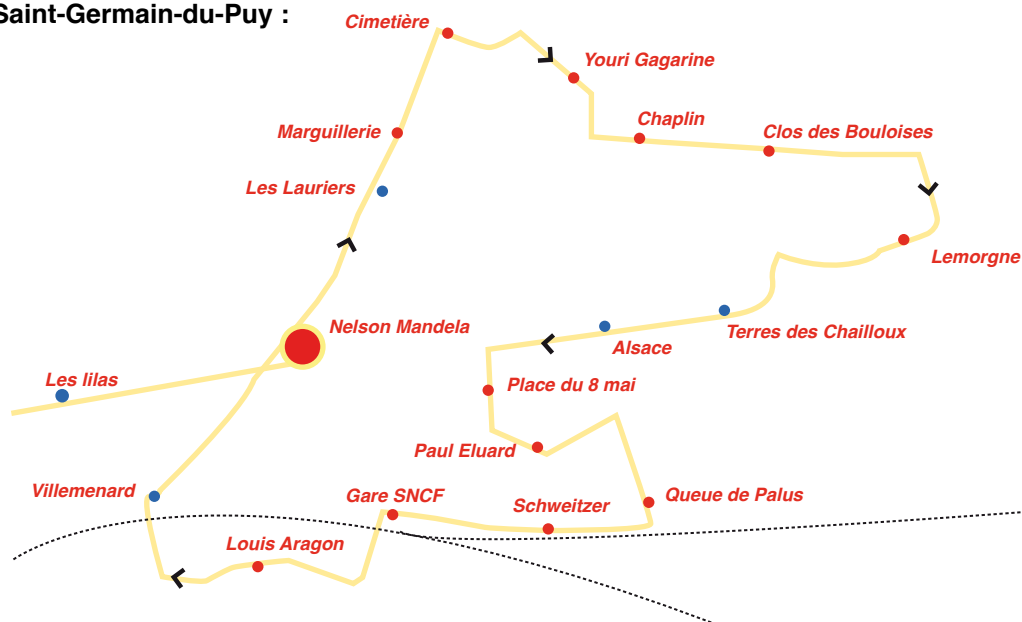 Saint-Germain-du-Puy :
Cimetière
Youri Gagarine
Chaplin
Marguillerie
Clos des Bouloises
Les Lauriers
Lemorgne
Nelson Mandela
Terres des Chailloux
Alsace
Les lilas
Place du 8 mai
Paul Eluard
Villemenard
Gare SNCF
Queue de Palus
Schweitzer
Louis Aragon